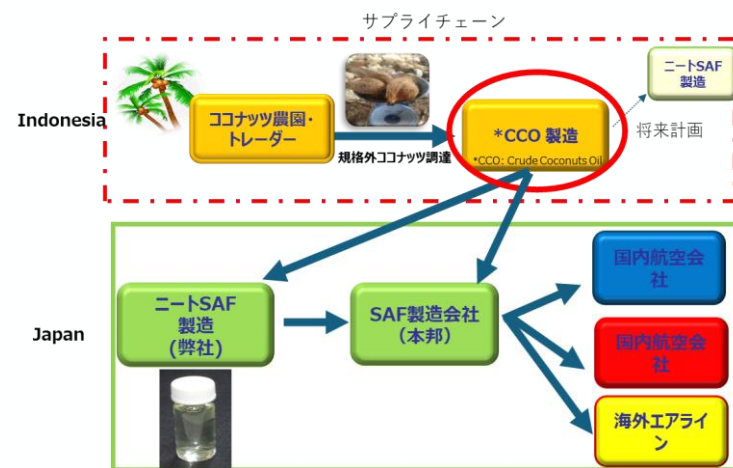 サプライチェーン
ニートSAF
製造
Indonesia
ココナッツ農園・
トレーダー
規格外ココナッツ調達
*CCO 製造
*CCO: Crude Coconuts Oil
将来計画
国内航空会
社
ニートSAF
製造
(弊社)
SAF製造会社
(本邦)
Japan
国内航空会
社
海外エアライ
ン